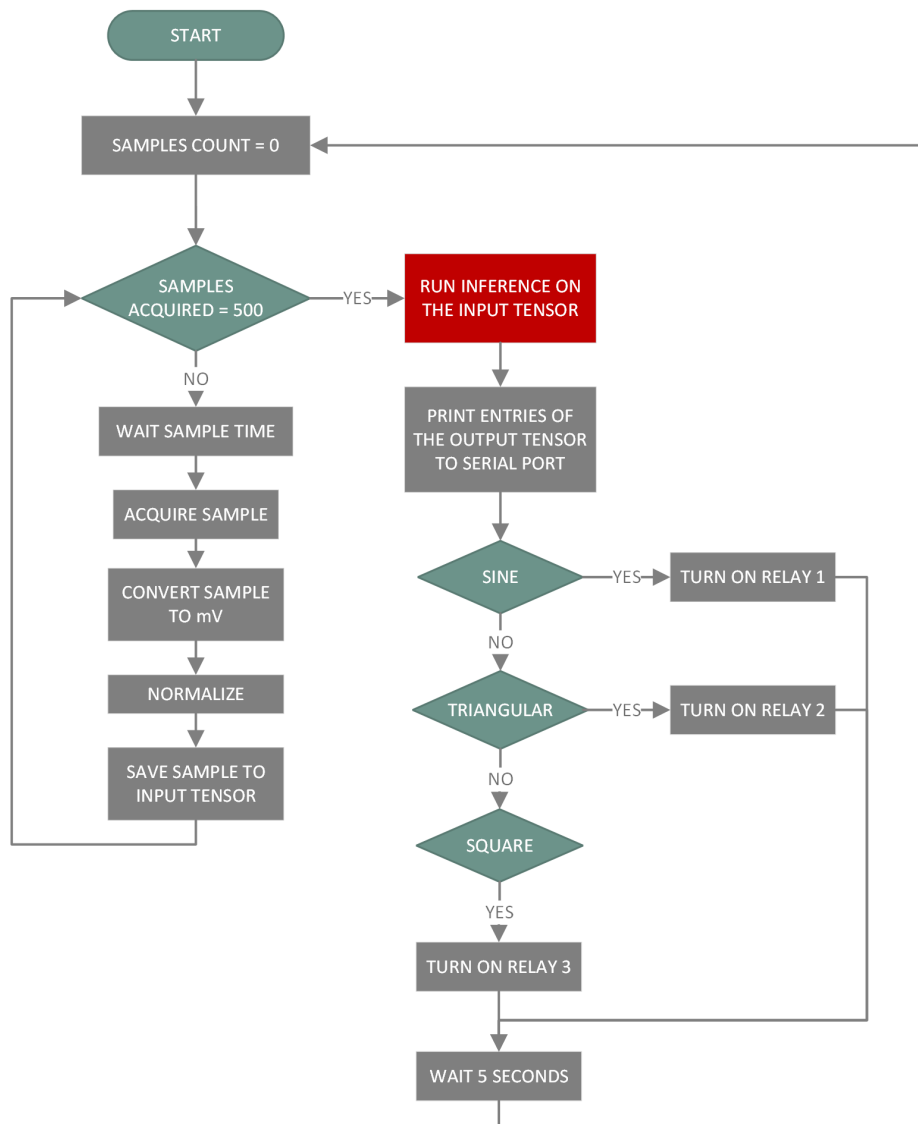 START
SAMPLES COUNT = 0
SAMPLES
ACQUIRED = 500
YES
RUN INFERENCE ON
THE INPUT TENSOR
NO
WAIT SAMPLE TIME
ACQUIRE SAMPLE
CONVERT SAMPLE
TO mV
NORMALIZE
SAVE SAMPLE TO
INPUT TENSOR
PRINT ENTRIES OF
THE OUTPUT TENSOR
TO SERIAL PORT
SINE
YES
TURN ON RELAY 1
NO
TRIANGULAR
YES
TURN ON RELAY 2
NO
SQUARE
YES
TURN ON RELAY 3
WAIT 5 SECONDS